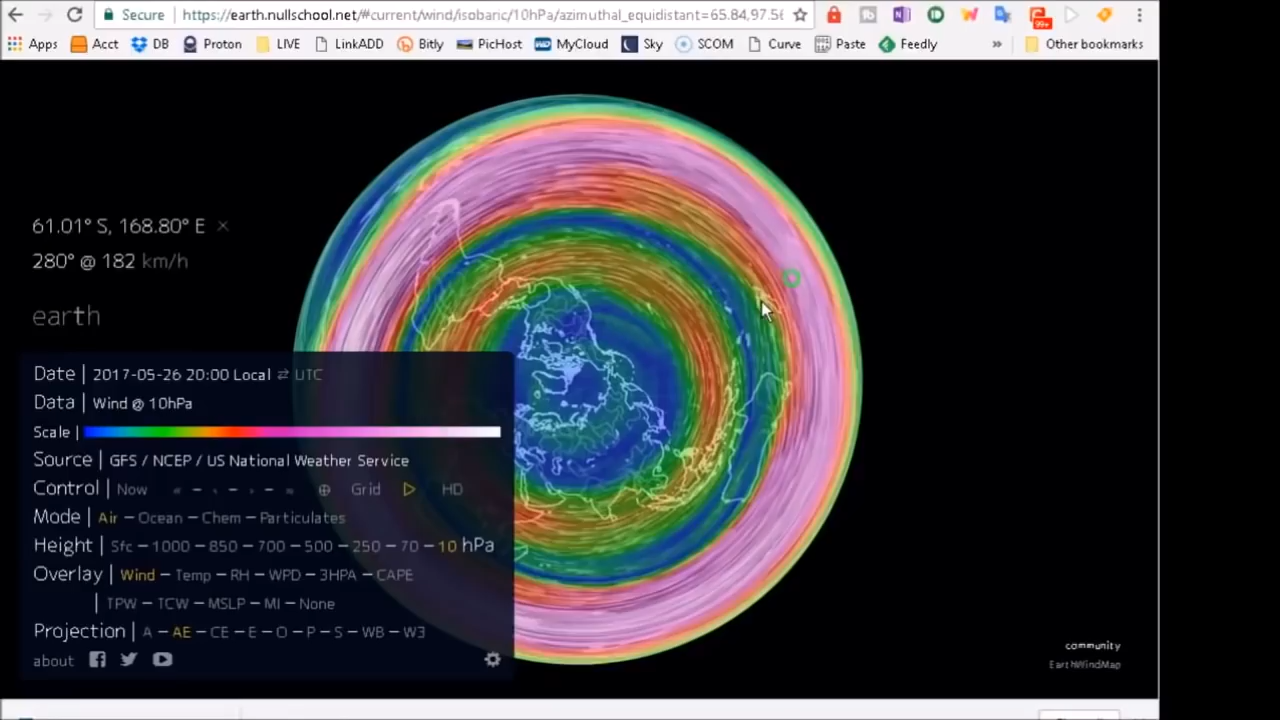 Secure https://earth.nullschool.net/#current/wind/isobaric/10hPa/azimuthal_equidistant=65.84,97.56 99+
Apps Acct DB Proton LIVE LinkADD Bitly PicHost MyCloud Sky SCOM Curve Paste Feedly » Other bookmarks
61.01° S, 168.80° E ×
280° @ 182 km/h
earth
Date | 2017-05-26 20:00 Local ⇄ UTC
Data | Wind @ 10hPa
Scale |
Source | GFS / NCEP / US National Weather Service
Control | Now « – ‹ – › – » ⊕ Grid ▷ HD
Mode | Air – Ocean – Chem – Particulates
Height | Sfc – 1000 – 850 – 700 – 500 – 250 – 70 – 10 hPa
Overlay | Wind – Temp – RH – WPD – 3HPA – CAPE
| TPW – TCW – MSLP – MI – None
Projection | A – AE – CE – E – O – P – S – WB – W3
about
community
EarthWindMap